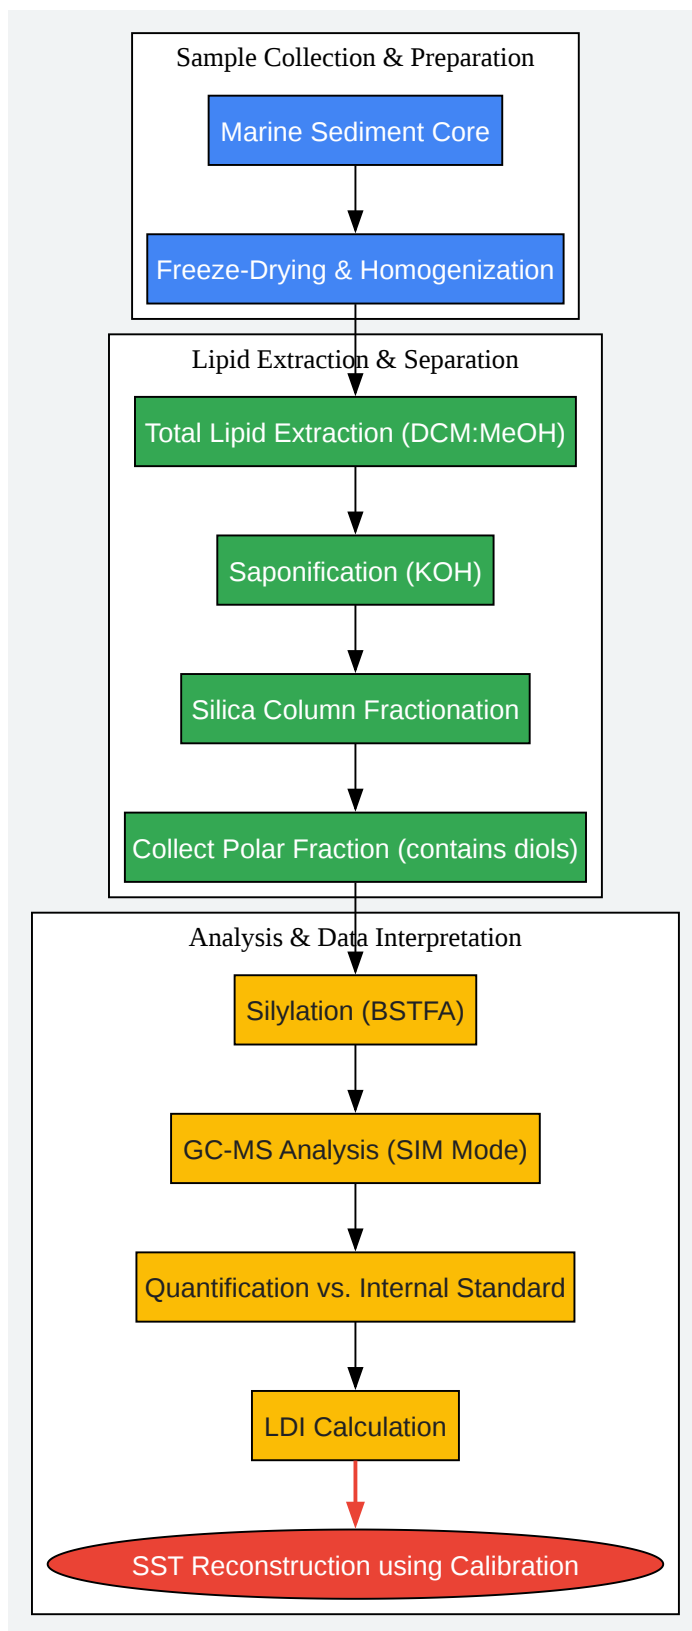 Sample Collection & Preparation
Marine Sediment Core
Freeze-Drying & Homogenization
Lipid Extraction & Separation
Total Lipid Extraction (DCM:MeOH)
Saponification (KOH)
Silica Column Fractionation
Collect Polar Fraction (contains diols)
Analysis & Data Interpretation
Silylation (BSTFA)
GC-MS Analysis (SIM Mode)
Quantification vs. Internal Standard
LDI Calculation
SST Reconstruction using Calibration